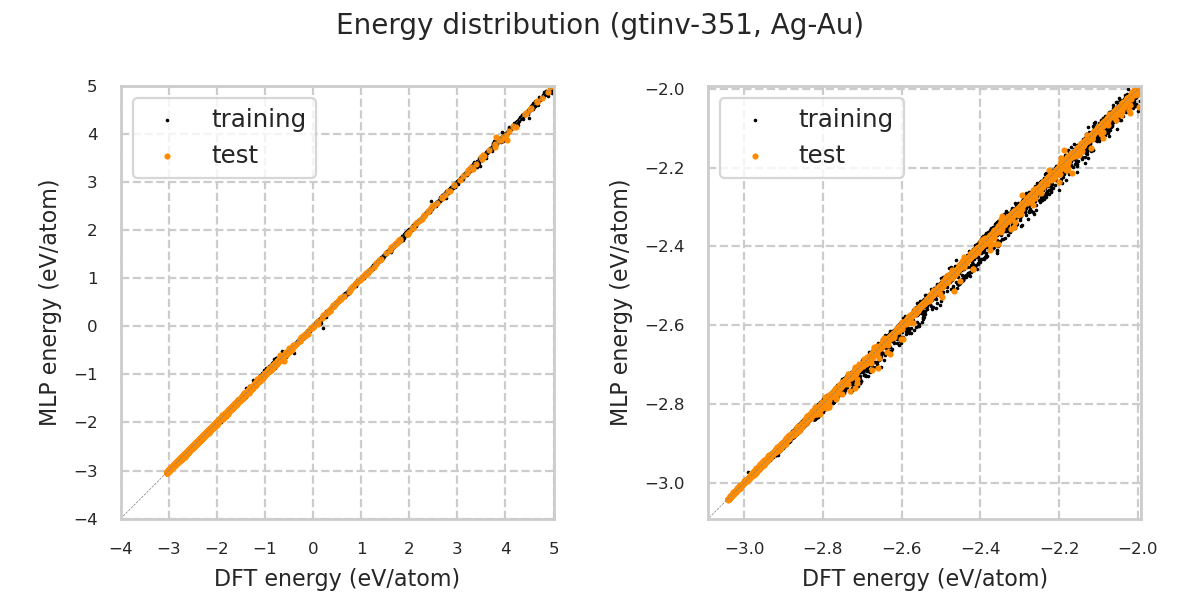 Energy distribution (gtinv-351, Ag-Au)
training
test
MLP energy (eV/atom)
5
4
3
2
1
0
−1
−2
−3
−4
−4 −3 −2 −1 0 1 2 3 4 5
DFT energy (eV/atom)
training
test
MLP energy (eV/atom)
−2.0
−2.2
−2.4
−2.6
−2.8
−3.0
−3.0 −2.8 −2.6 −2.4 −2.2 −2.0
DFT energy (eV/atom)